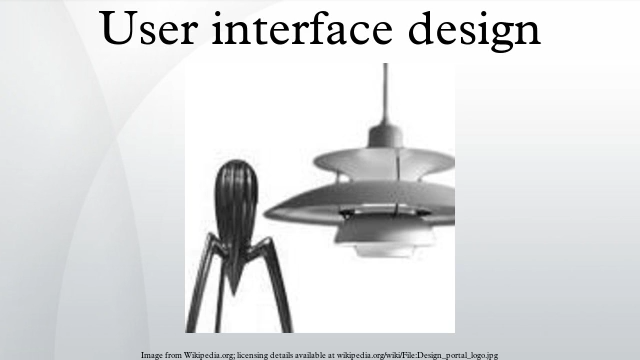 User interface design
Image from Wikipedia.org; licensing details available at wikipedia.org/wiki/File:Design_portal_logo.jpg